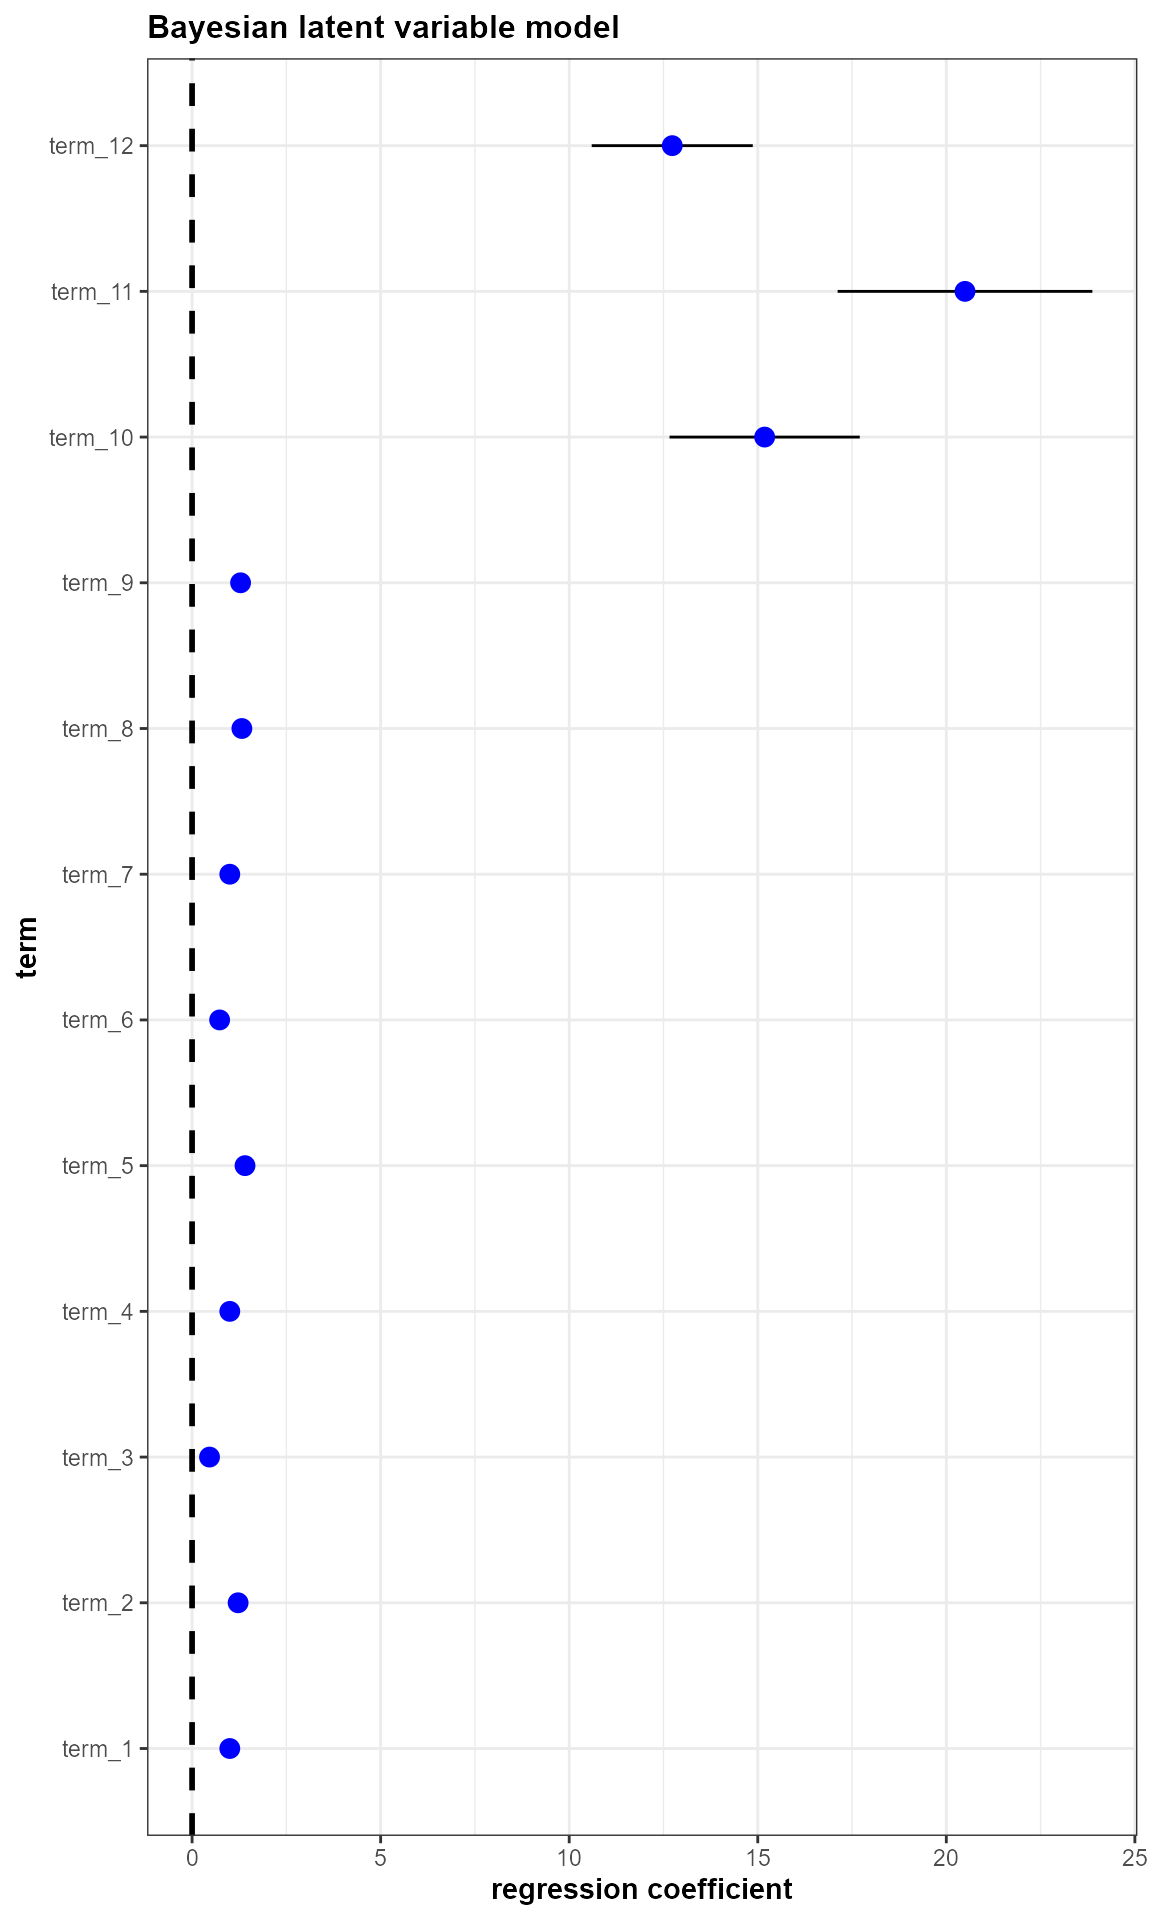 Bayesian latent variable model
term_12
term_11
term_10
term_9
term_8
term_7
term_6
term_5
term_4
term_3
term_2
term_1
term
0 5 10 15 20 25
regression coefficient